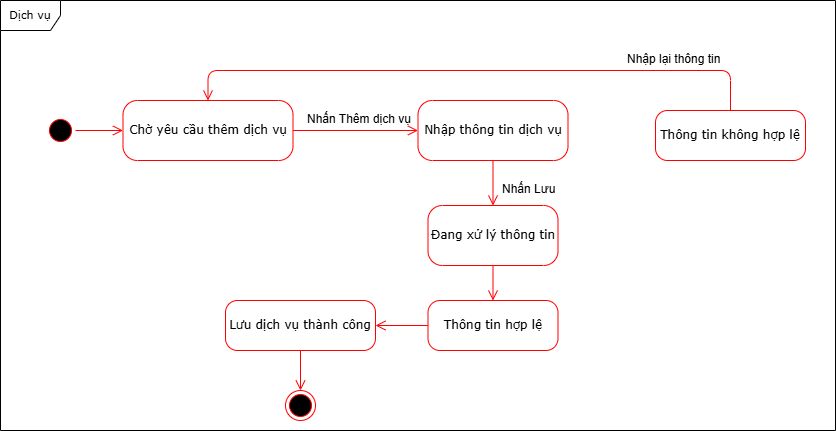 Dịch vụ
Nhập lại thông tin
Chờ yêu cầu thêm dịch vụ
Nhấn Thêm dịch vụ
Nhập thông tin dịch vụ
Thông tin không hợp lệ
Nhấn Lưu
Đang xử lý thông tin
Lưu dịch vụ thành công
Thông tin hợp lệ